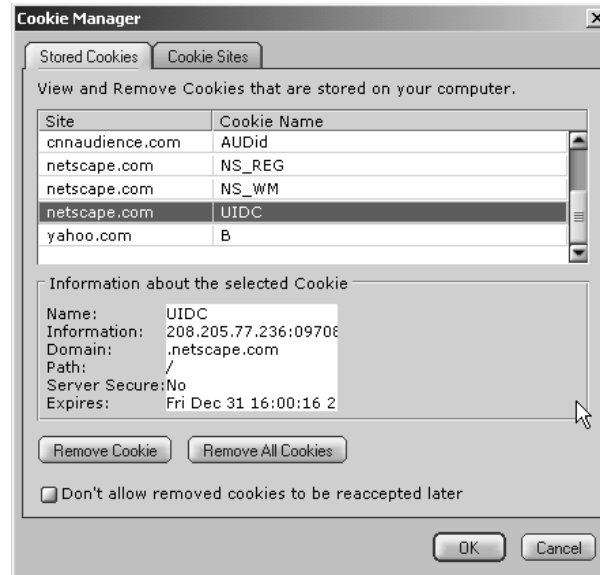 Cookie Manager
Stored Cookies Cookie Sites
View and Remove Cookies that are stored on your computer.
Site Cookie Name
cnnaudience.com AUDid
netscape.com NS_REG
netscape.com NS_WM
netscape.com UIDC
yahoo.com B
Information about the selected Cookie
Name: UIDC
Information: 208.205.77.236:09708
Domain: .netscape.com
Path: /
Server Secure:No
Expires: Fri Dec 31 16:00:16 2
Remove Cookie Remove All Cookies
Don't allow removed cookies to be reaccepted later
OK Cancel